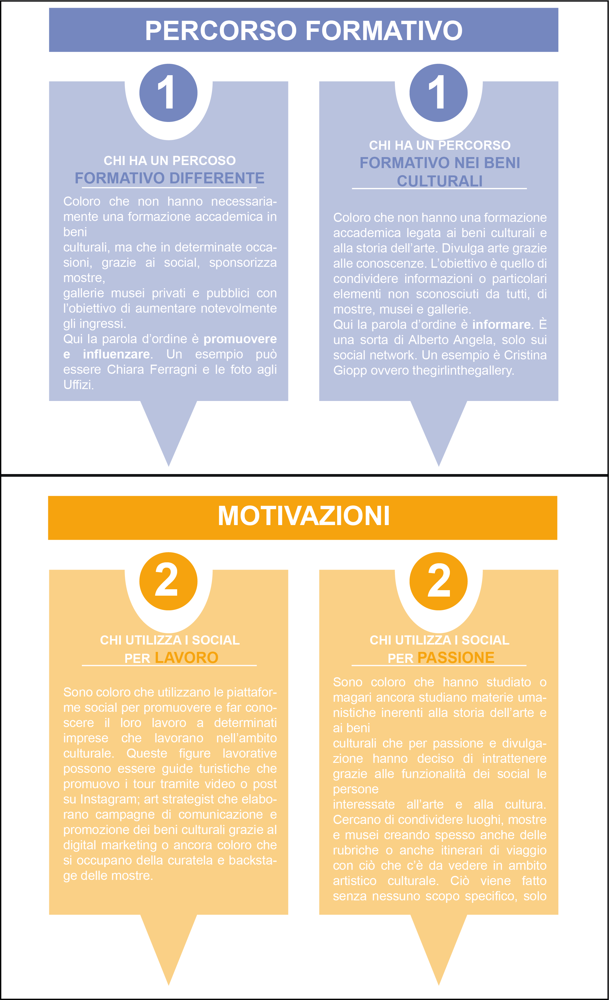 PERCORSO FORMATIVO
1
CHI HA UN PERCOSO
FORMATIVO DIFFERENTE
Coloro che non hanno necessaria-
mente una formazione accademica in
beni
culturali, ma che in determinate occa-
sioni, grazie ai social, sponsorizza
mostre,
gallerie musei privati e pubblici con
l’obiettivo di aumentare notevolmente
gli ingressi.
Qui la parola d’ordine è promuovere
e influenzare. Un esempio può
essere Chiara Ferragni e le foto agli
Uffizi.
1
CHI HA UN PERCORSO
FORMATIVO NEI BENI
CULTURALI
Coloro che non hanno una formazione
accademica legata ai beni culturali e
alla storia dell’arte. Divulga arte grazie
alle conoscenze. L’obiettivo è quello di
condividere informazioni o particolari
elementi non sconosciuti da tutti, di
mostre, musei e gallerie.
Qui la parola d’ordine è informare. È
una sorta di Alberto Angela, solo sui
social network. Un esempio è Cristina
Giopp ovvero thegirlinthegallery.
MOTIVAZIONI
2
CHI UTILIZZA I SOCIAL
PER LAVORO
Sono coloro che utilizzano le piattafor-
me social per promuovere e far cono-
scere il loro lavoro a determinati
imprese che lavorano nell’ambito
culturale. Queste figure lavorative
possono essere guide turistiche che
promuovo i tour tramite video o post
su Instagram; art strategist che elabo-
rano campagne di comunicazione e
promozione dei beni culturali grazie al
digital marketing o ancora coloro che
si occupano della curatela e backsta-
ge delle mostre.
2
CHI UTILIZZA I SOCIAL
PER PASSIONE
Sono coloro che hanno studiato o
magari ancora studiano materie uma-
nistiche inerenti alla storia dell’arte e
ai beni
culturali che per passione e divulga-
zione hanno deciso di intrattenere
grazie alle funzionalità dei social le
persone
interessate all’arte e alla cultura.
Cercano di condividere luoghi, mostre
e musei creando spesso anche delle
rubriche o anche itinerari di viaggio
con ciò che c’è da vedere in ambito
artistico culturale. Ciò viene fatto
senza nessuno scopo specifico, solo